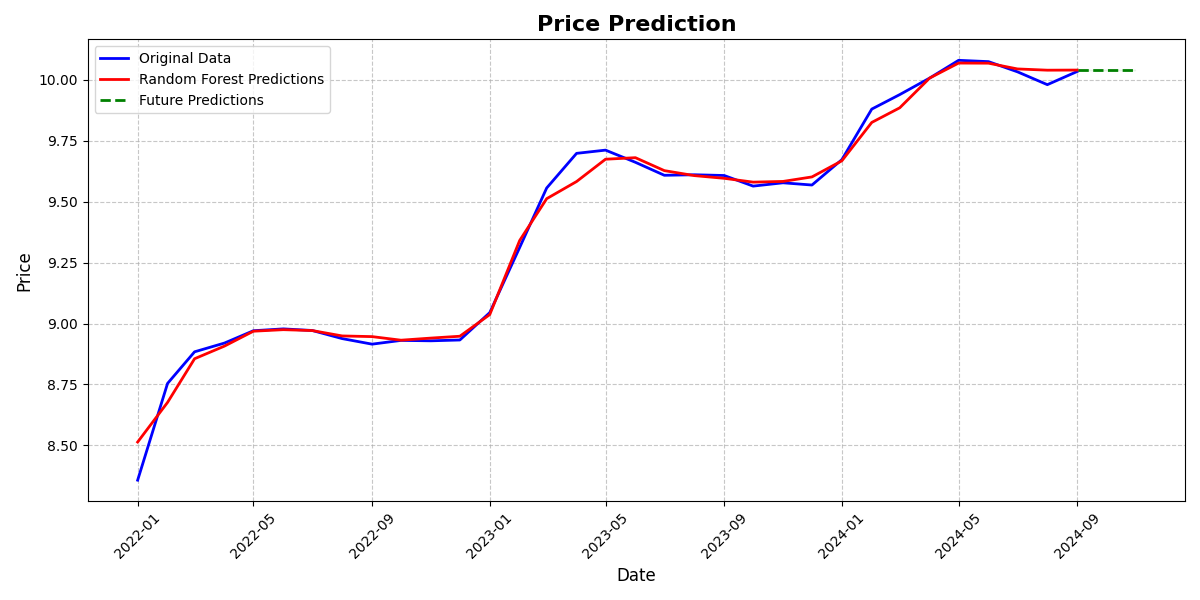 Price Prediction
Original Data
Random Forest Predictions
Future Predictions
Price
10.00
9.75
9.50
9.25
9.00
8.75
8.50
2022-01
2022-05
2022-09
2023-01
2023-05
2023-09
2024-01
2024-05
2024-09
Date